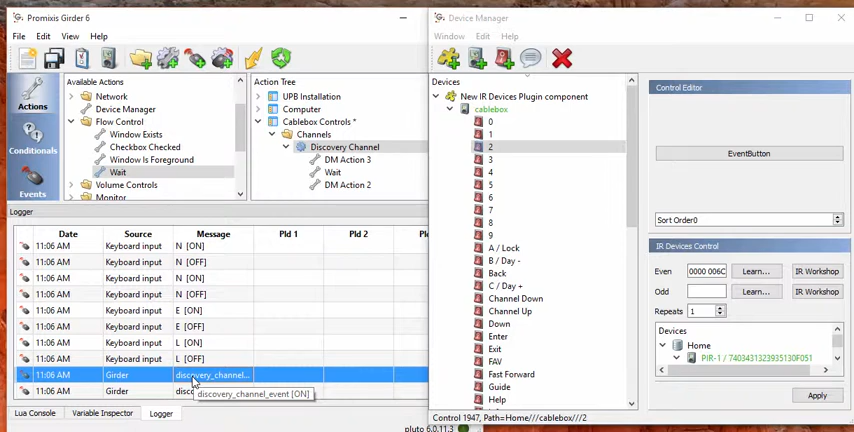 Promixis Girder 6
File Edit View Help
Actions
Conditionals
Events
Available Actions
Network
Device Manager
Flow Control
Window Exists
Checkbox Checked
Window Is Foreground
Wait
Volume Controls
Monitor
Action Tree
UPB Installation
Computer
Cablebox Controls *
Channels
Discovery Channel
DM Action 3
Wait
DM Action 2
Logger
Date Source Message Pld 1 Pld 2
11:06 AM Keyboard input N [ON]
11:06 AM Keyboard input N [OFF]
11:06 AM Keyboard input N [ON]
11:06 AM Keyboard input N [OFF]
11:06 AM Keyboard input E [ON]
11:06 AM Keyboard input E [OFF]
11:06 AM Keyboard input L [ON]
11:06 AM Keyboard input L [OFF]
11:06 AM Girder discovery_channel...
11:06 AM Girder disc
discovery_channel_event [ON]
Lua Console Variable Inspector Logger
pluto 6.0.11.3
Device Manager
Window Edit Help
Devices
New IR Devices Plugin component
cablebox
0
1
2
3
4
5
6
7
8
9
A / Lock
B / Day -
Back
C / Day +
Channel Down
Channel Up
Down
Enter
Exit
FAV
Fast Forward
Guide
Help
Control 1947, Path=Home///cablebox///2
Control Editor
EventButton
Sort Order0
IR Devices Control
Even 0000 006C Learn... IR Workshop
Odd Learn... IR Workshop
Repeats 1
Devices
Home
PIR-1 / 7403431323935130F051
Apply